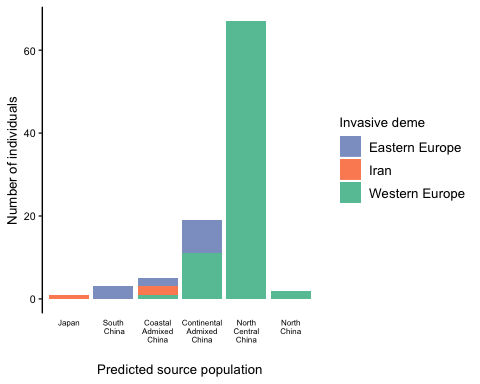 Number of individuals
60
40
20
0
Japan
South
China
Coastal
Admixed
China
Continental
Admixed
China
North
Central
China
North
China
Predicted source population
Invasive deme
Eastern Europe
Iran
Western Europe